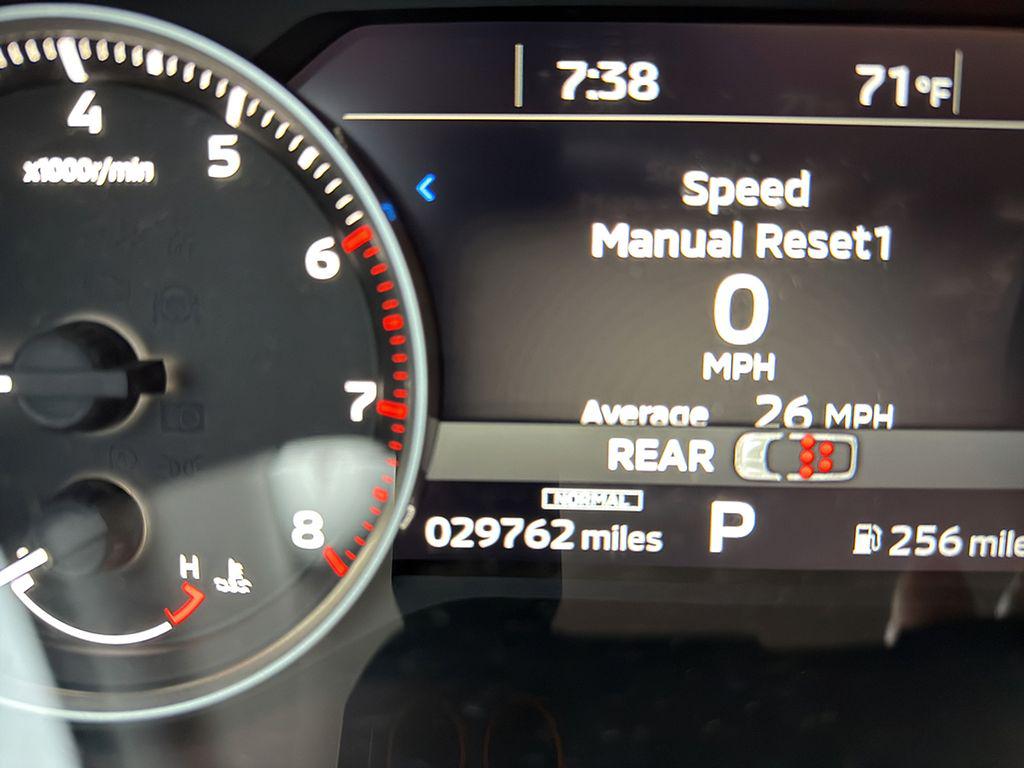 4
5
6
7
8
x1000r/min
H
7:38
71°F
Speed
Manual Reset1
0
MPH
Average 26 MPH
REAR
NORMAL
029762 miles
P
256 mile